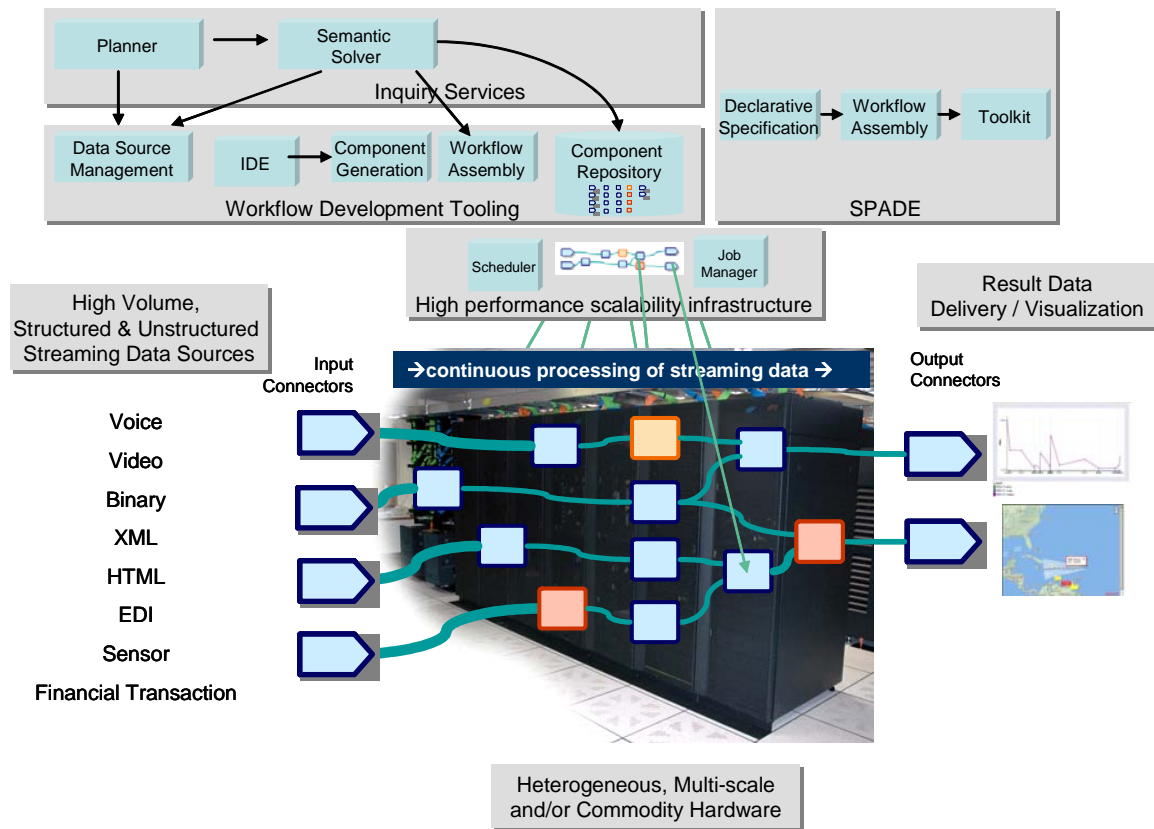 Planner
Semantic
Solver
Inquiry Services
Data Source
Management
IDE
Component
Generation
Workflow
Assembly
Component
Repository
Workflow Development Tooling
Declarative
Specification
Workflow
Assembly
Toolkit
SPADE
Scheduler
Job
Manager
High performance scalability infrastructure
High Volume,
Structured & Unstructured
Streaming Data Sources
Result Data
Delivery / Visualization
Input
Connectors
→continuous processing of streaming data →
Output
Connectors
Voice
Video
Binary
XML
HTML
EDI
Sensor
Financial Transaction
Heterogeneous, Multi-scale
and/or Commodity Hardware